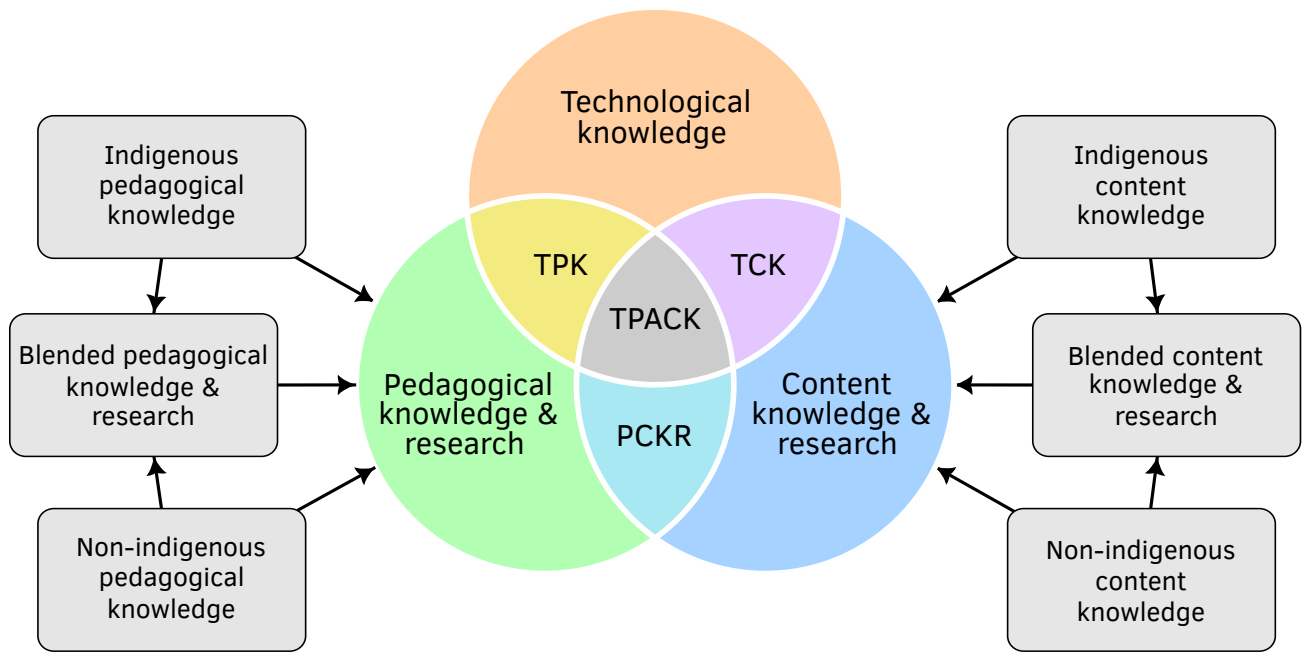 Technological
knowledge
Indigenous
pedagogical
knowledge
Indigenous
content
knowledge
TPK
TCK
TPACK
Blended pedagogical
knowledge &
research
Pedagogical
knowledge &
research
PCKR
Content
knowledge &
research
Blended content
knowledge &
research
Non-indigenous
pedagogical
knowledge
Non-indigenous
content
knowledge